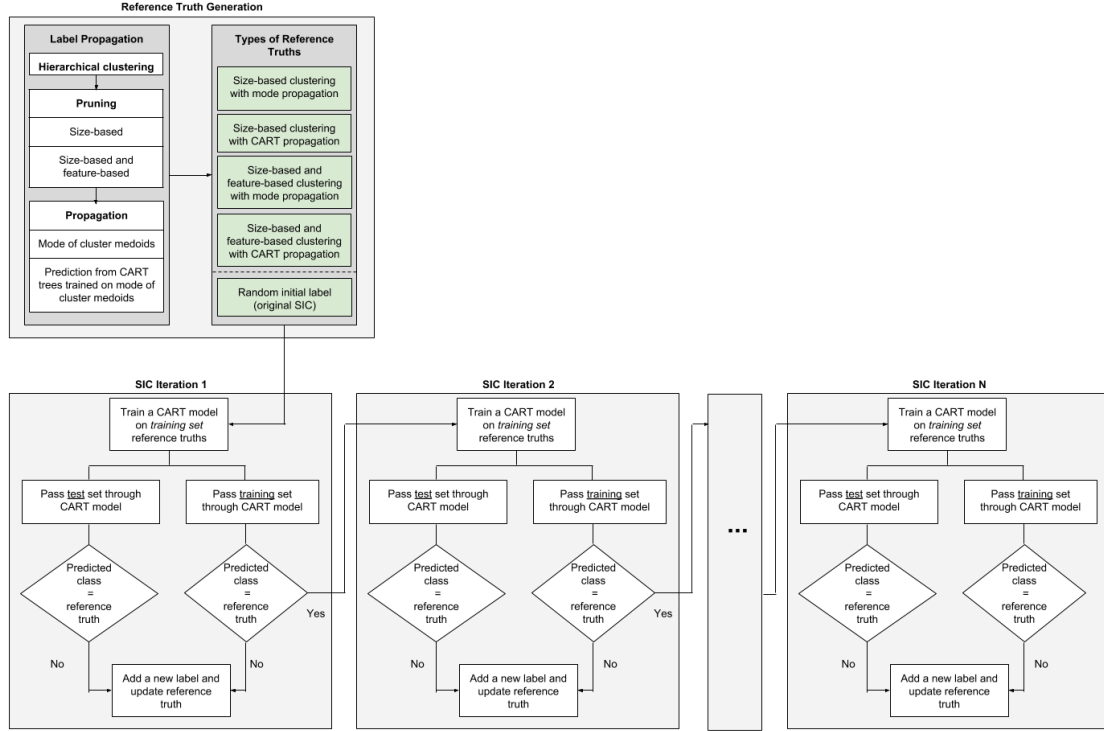 Reference Truth Generation
Label Propagation
Hierarchical clustering
Pruning
Size-based
Size-based and
feature-based
Propagation
Mode of cluster medoids
Prediction from CART
trees trained on mode of
cluster medoids
Types of Reference
Truths
Size-based clustering
with mode propagation
Size-based clustering
with CART propagation
Size-based and
feature-based clustering
with mode propagation
Size-based and
feature-based clustering
with CART propagation
Random initial label
(original SIC)
SIC Iteration 1
Train a CART model
on training set
reference truths
Pass test set through
CART model
Pass training set
through CART model
Predicted
class
=
reference
truth
Predicted
class
=
reference
truth
Yes
No
No
Add a new label and
update reference
truth
SIC Iteration 2
Train a CART model
on training set
reference truths
Pass test set through
CART model
Pass training set
through CART model
Predicted
class
=
reference
truth
Predicted
class
=
reference
truth
Yes
No
No
Add a new label and
update reference
truth
...
SIC Iteration N
Train a CART model
on training set
reference truths
Pass test set through
CART model
Pass training set
through CART model
Predicted
class
=
reference
truth
Predicted
class
=
reference
truth
No
No
Add a new label and
update reference
truth